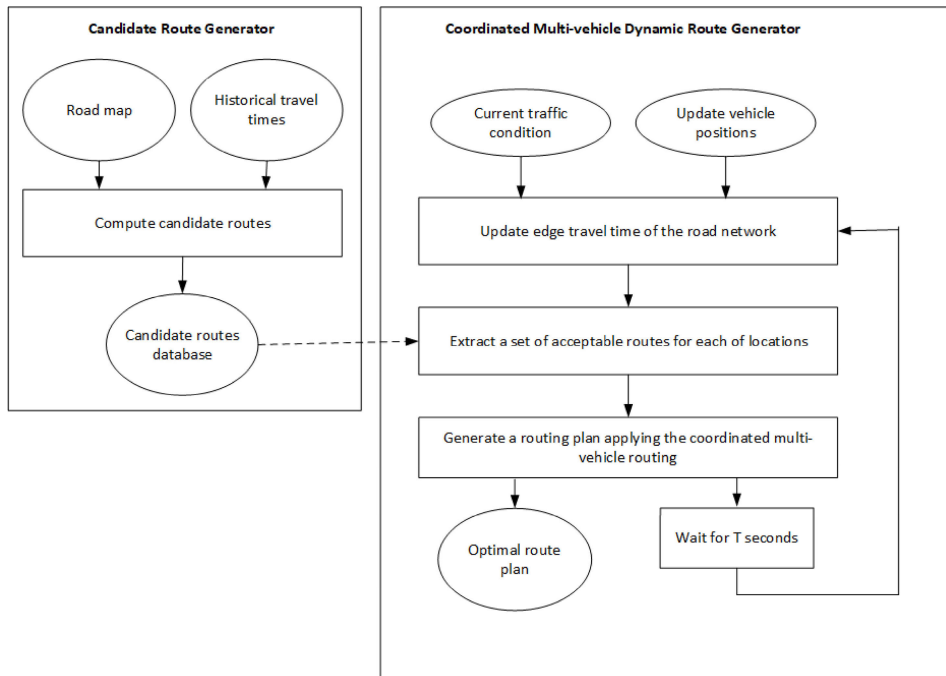 Candidate Route Generator
Road map
Historical travel
times
Compute candidate routes
Candidate routes
database
Coordinated Multi-vehicle Dynamic Route Generator
Current traffic
condition
Update vehicle
positions
Update edge travel time of the road network
Extract a set of acceptable routes for each of locations
Generate a routing plan applying the coordinated multi-
vehicle routing
Optimal route
plan
Wait for T seconds